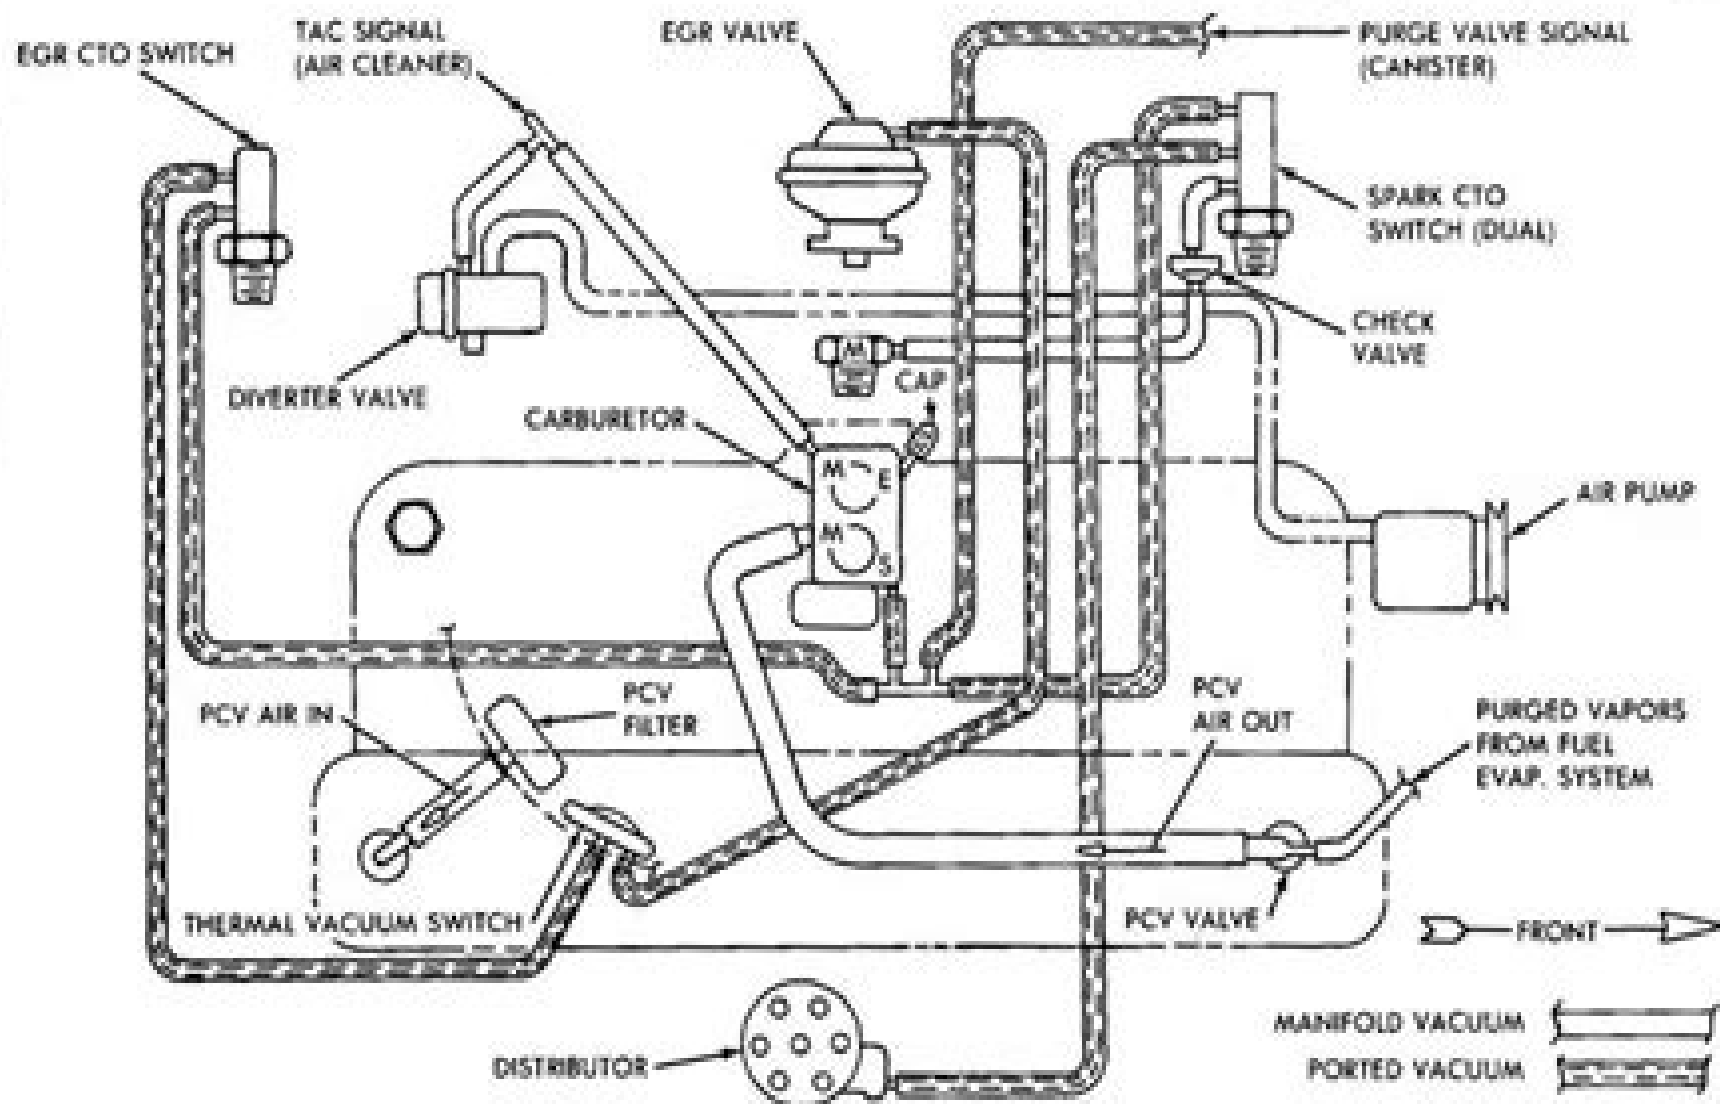 TAC SIGNAL
(AIR CLEANER)
EGR VALVE
PURGE VALVE SIGNAL
(CANISTER)
EGR CTO SWITCH
SPARK CTO
SWITCH (DUAL)
CHECK
VALVE
M
CAP
DIVERTER VALVE
CARBURETOR
M
E
M
S
AIR PUMP
PCV AIR IN
PCV
FILTER
PCV
AIR OUT
PURGED VAPORS
FROM FUEL
EVAP. SYSTEM
THERMAL VACUUM SWITCH
PCV VALVE
FRONT
MANIFOLD VACUUM
DISTRIBUTOR
PORTED VACUUM